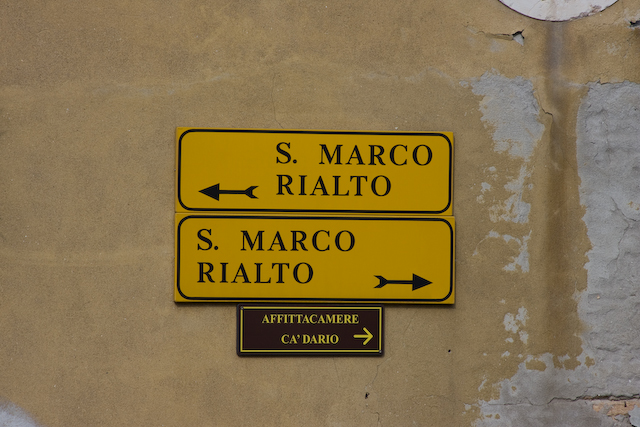 S. MARCO
RIALTO
S. MARCO
RIALTO
AFFITTACAMERE
CA' DARIO